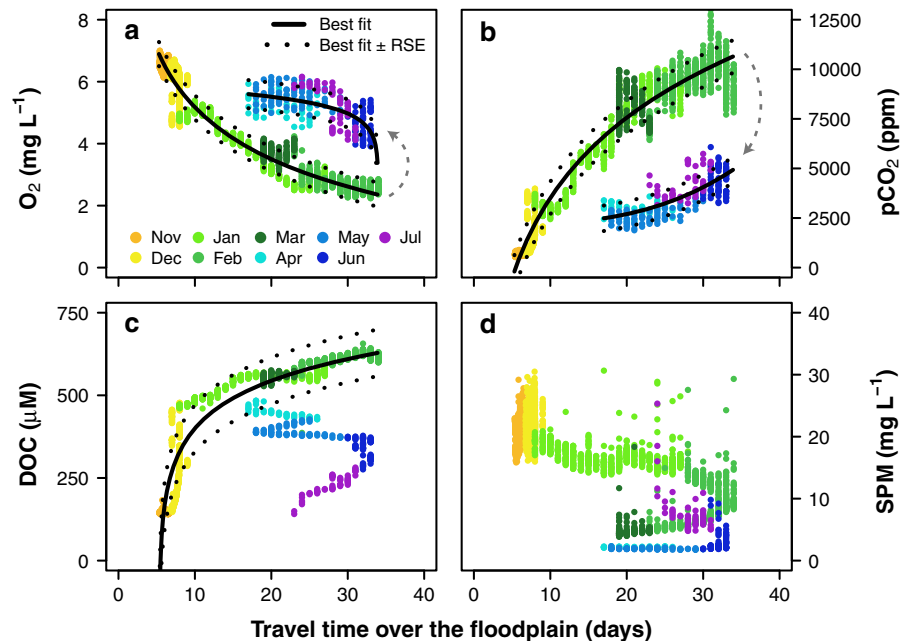 a
Best fit
Best fit ± RSE
b
O2 (mg L−1)
8
6
4
2
0
pCO2 (ppm)
12500
10000
7500
5000
2500
0
Nov Jan Mar May Jul
Dec Feb Apr Jun
c
d
DOC (µM)
750
500
250
0
SPM (mg L−1)
40
30
20
10
0
0 10 20 30 40
0 10 20 30 40
Travel time over the floodplain (days)